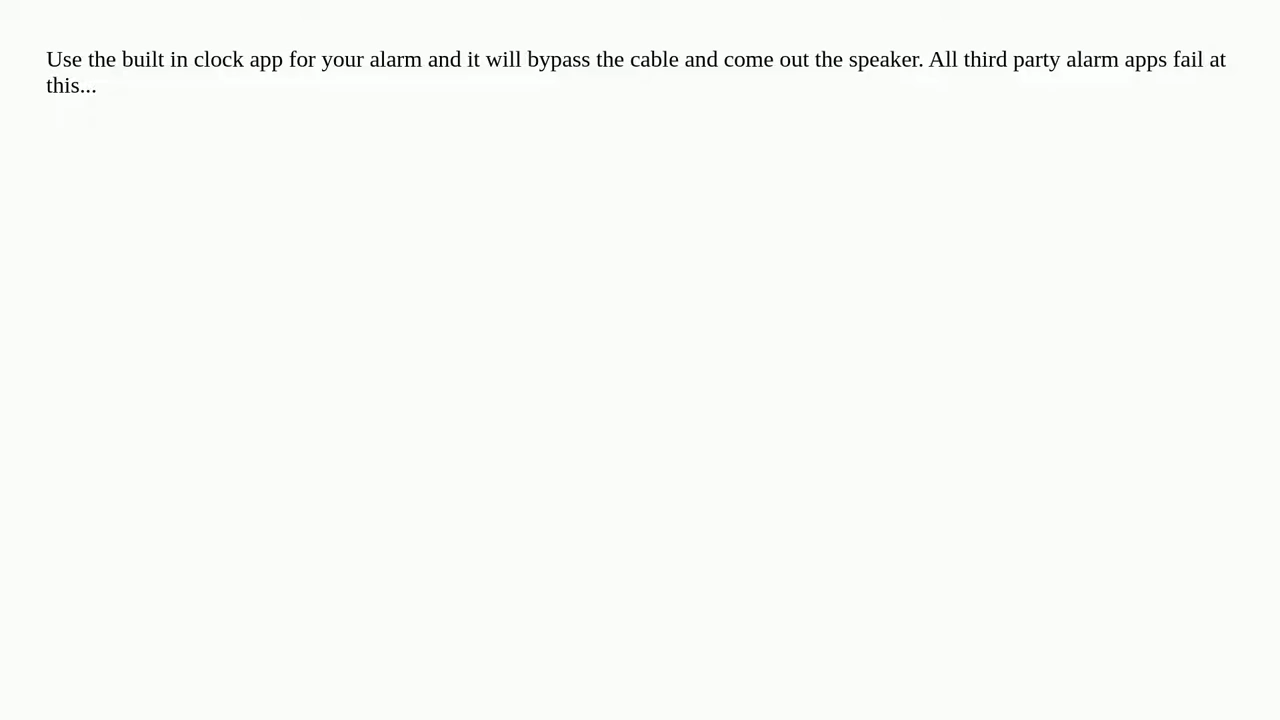 Use the built in clock app for your alarm and it will bypass the cable and come out the speaker. All third party alarm apps fail at
this...